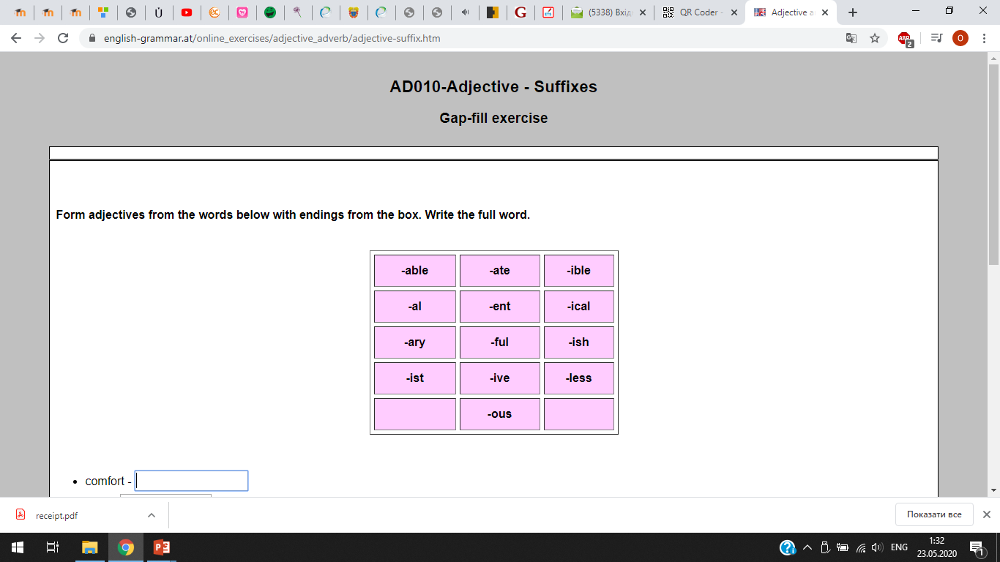 (5338) Вхід
QR Coder -
Adjective a
english-grammar.at/online_exercises/adjective_adverb/adjective-suffix.htm
ABP
2
O
AD010-Adjective - Suffixes
Gap-fill exercise
Form adjectives from the words below with endings from the box. Write the full word.
-able -ate -ible
-al -ent -ical
-ary -ful -ish
-ist -ive -less
-ous
comfort -
receipt.pdf
Показати все
ENG
1:32
23.05.2020
1